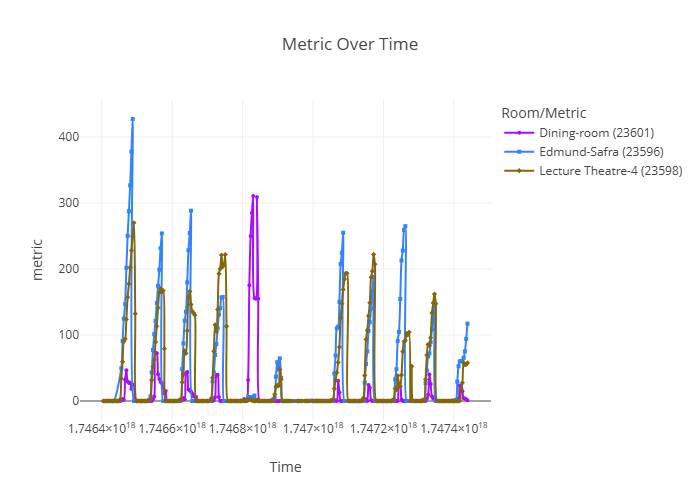 Metric Over Time
Room/Metric
Dining-room (23601)
Edmund-Safra (23596)
Lecture Theatre-4 (23598)
metric
400
300
200
100
0
1.7464×10¹⁸ 1.7466×10¹⁸ 1.7468×10¹⁸ 1.747×10¹⁸ 1.7472×10¹⁸ 1.7474×10¹⁸
Time